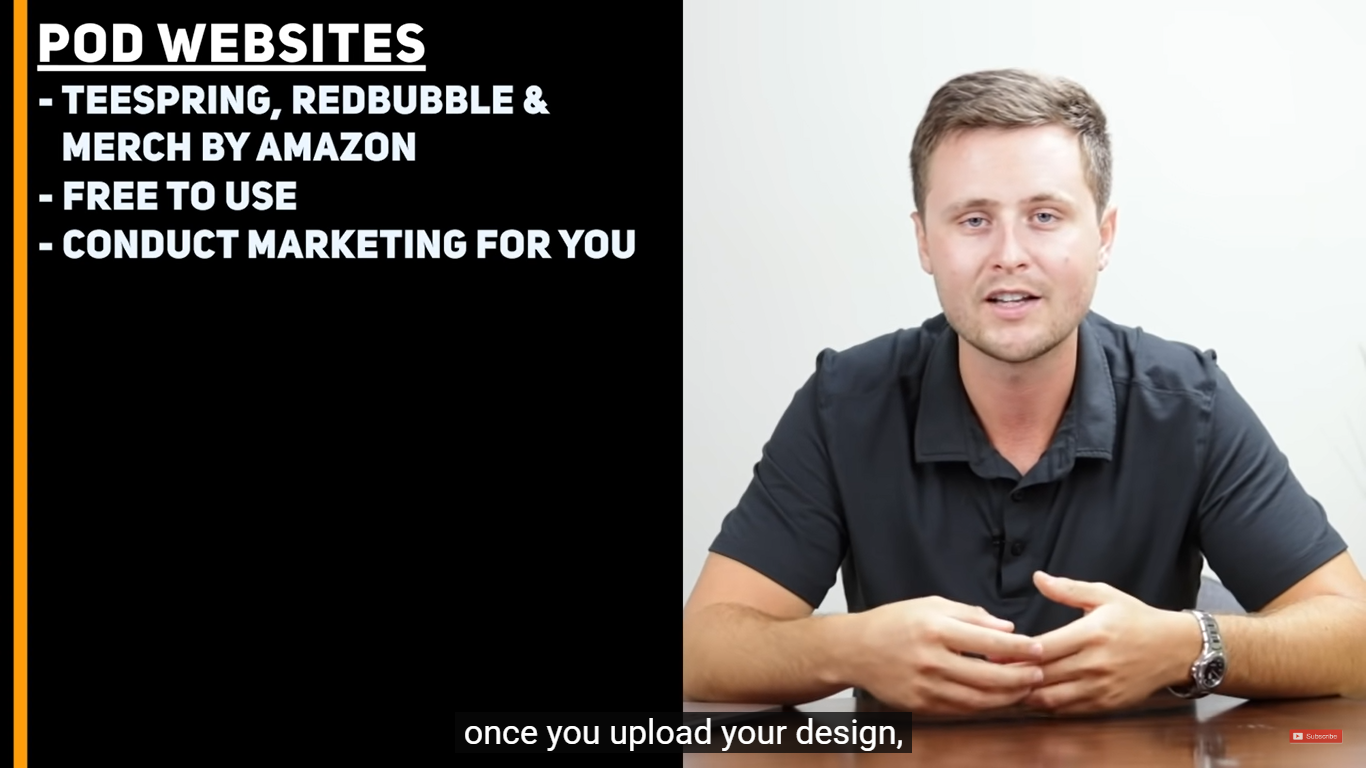 POD WEBSITES
- TEESPRING, REDBUBBLE &
MERCH BY AMAZON
- FREE TO USE
- CONDUCT MARKETING FOR YOU
once you upload your design,
Subscribe